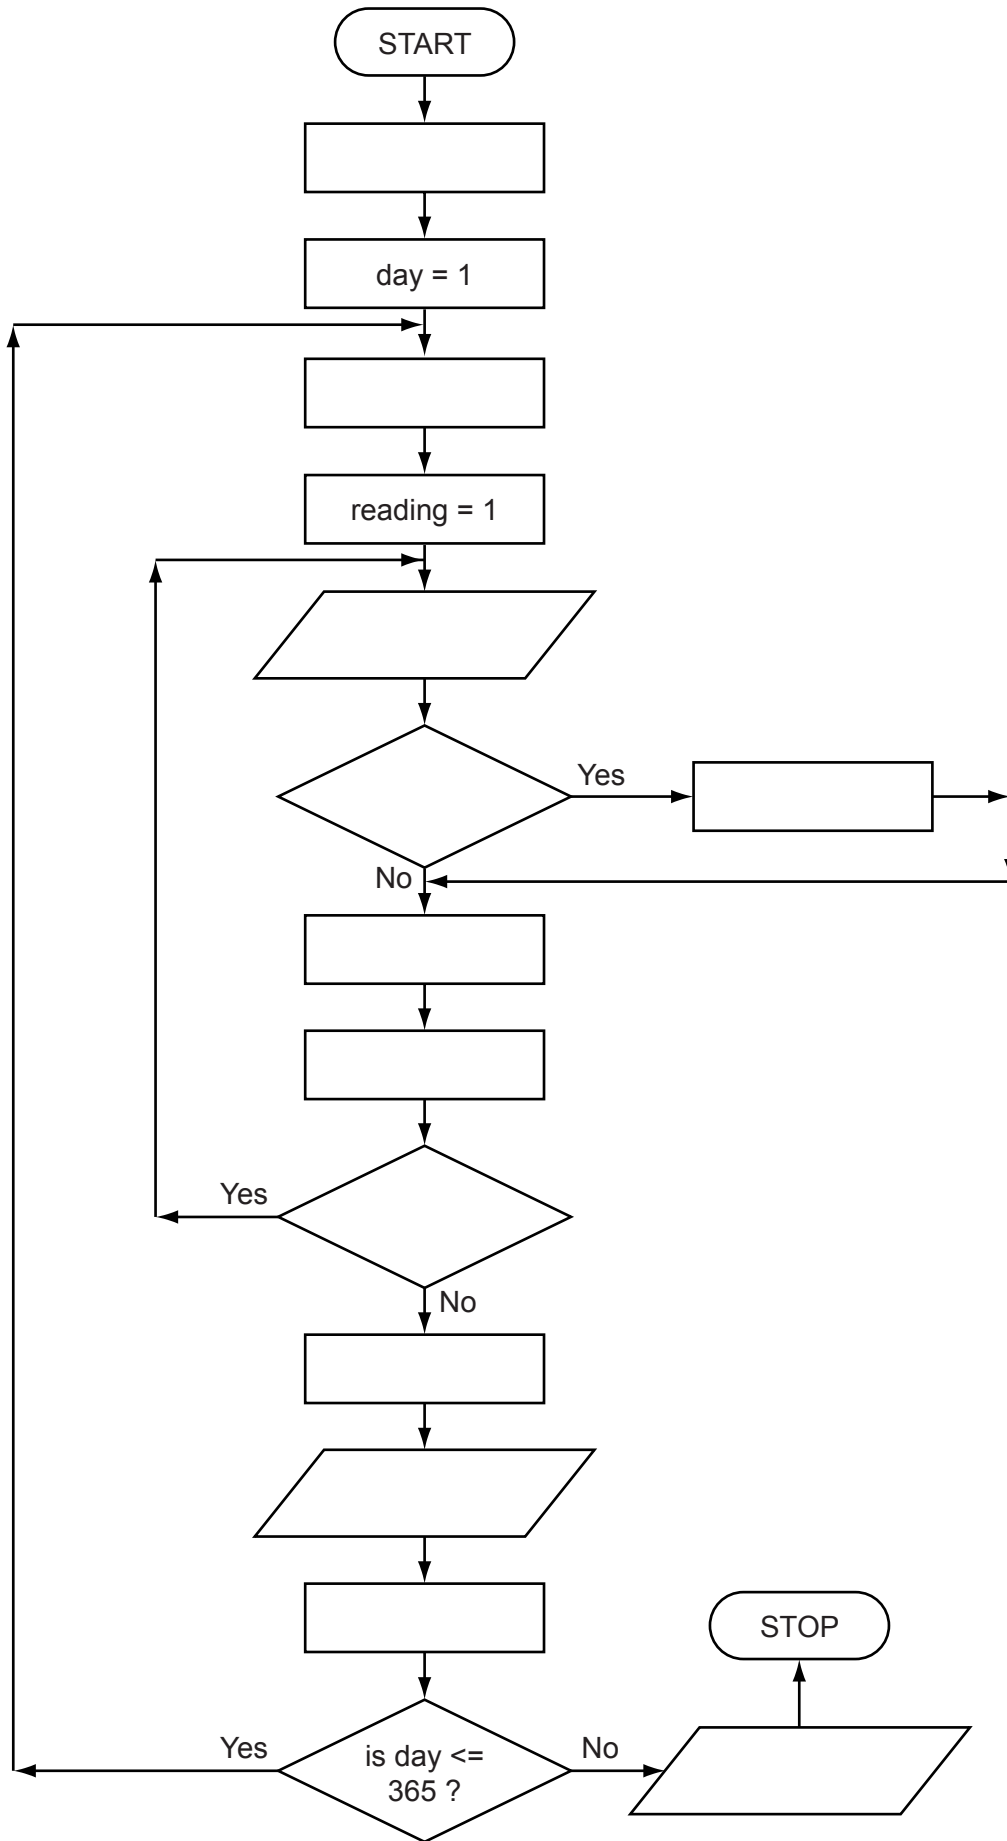 START
day = 1
reading = 1
Yes
No
Yes
No
STOP
Yes
is day <=
365 ?
No